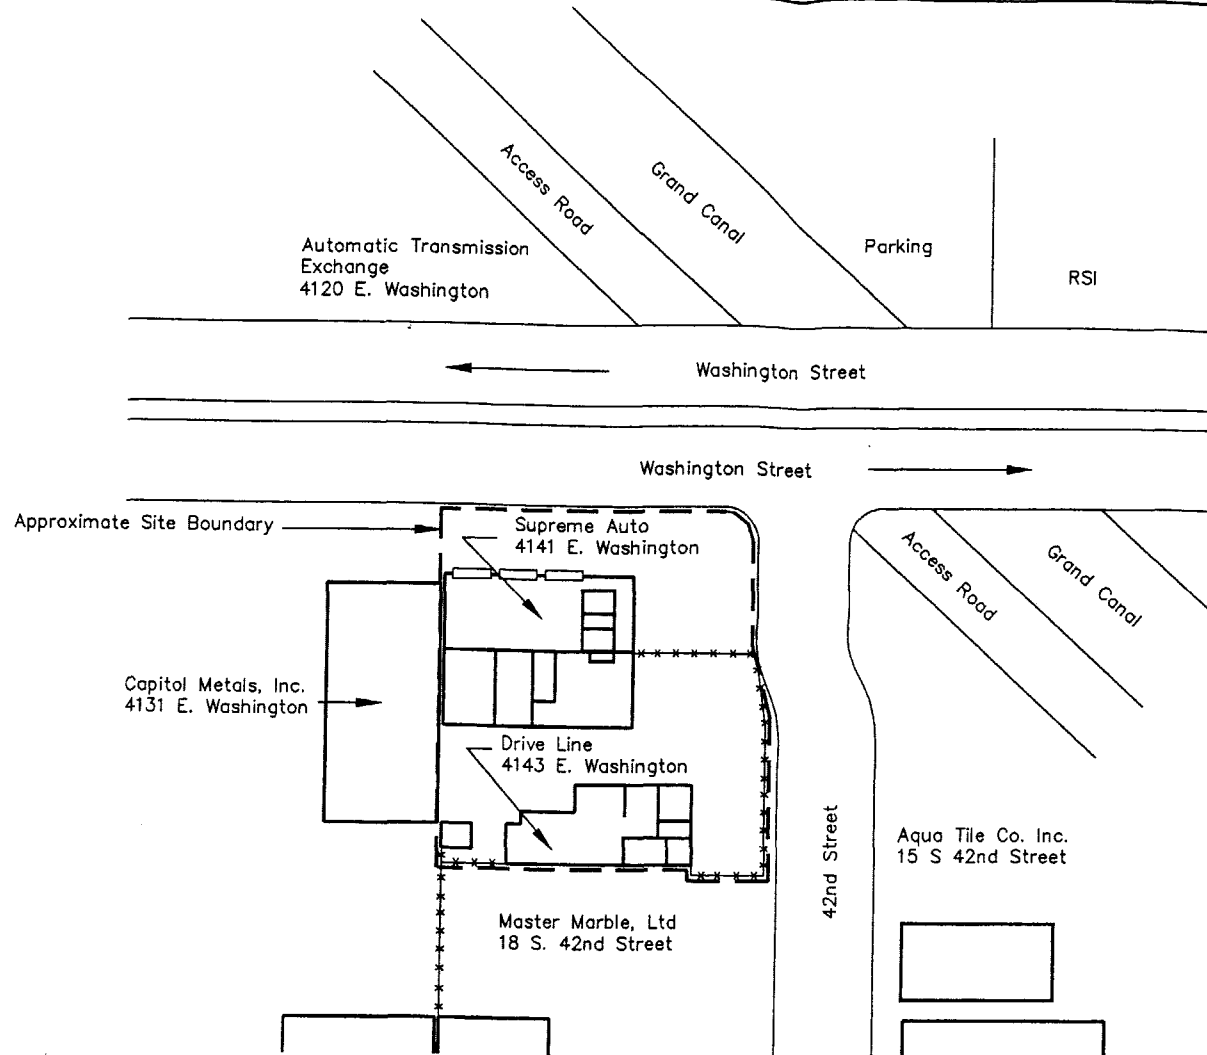 Access Road
Grand Canal
Automatic Transmission
Exchange
4120 E. Washington
Parking
RSI
Washington Street
Washington Street
Approximate Site Boundary
Supreme Auto
4141 E. Washington
Access Road
Grand Canal
Capitol Metals, Inc.
4131 E. Washington
Drive Line
4143 E. Washington
42nd Street
Aqua Tile Co. Inc.
15 S 42nd Street
Master Marble, Ltd
18 S. 42nd Street